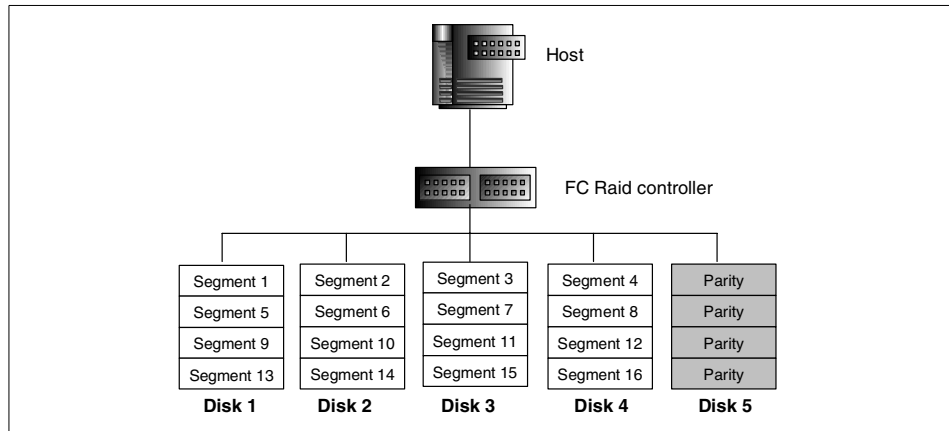 Host
FC Raid controller
Segment 1 Segment 2 Segment 3 Segment 4 Parity
Segment 5 Segment 6 Segment 7 Segment 8 Parity
Segment 9 Segment 10 Segment 11 Segment 12 Parity
Segment 13 Segment 14 Segment 15 Segment 16 Parity
Disk 1 Disk 2 Disk 3 Disk 4 Disk 5